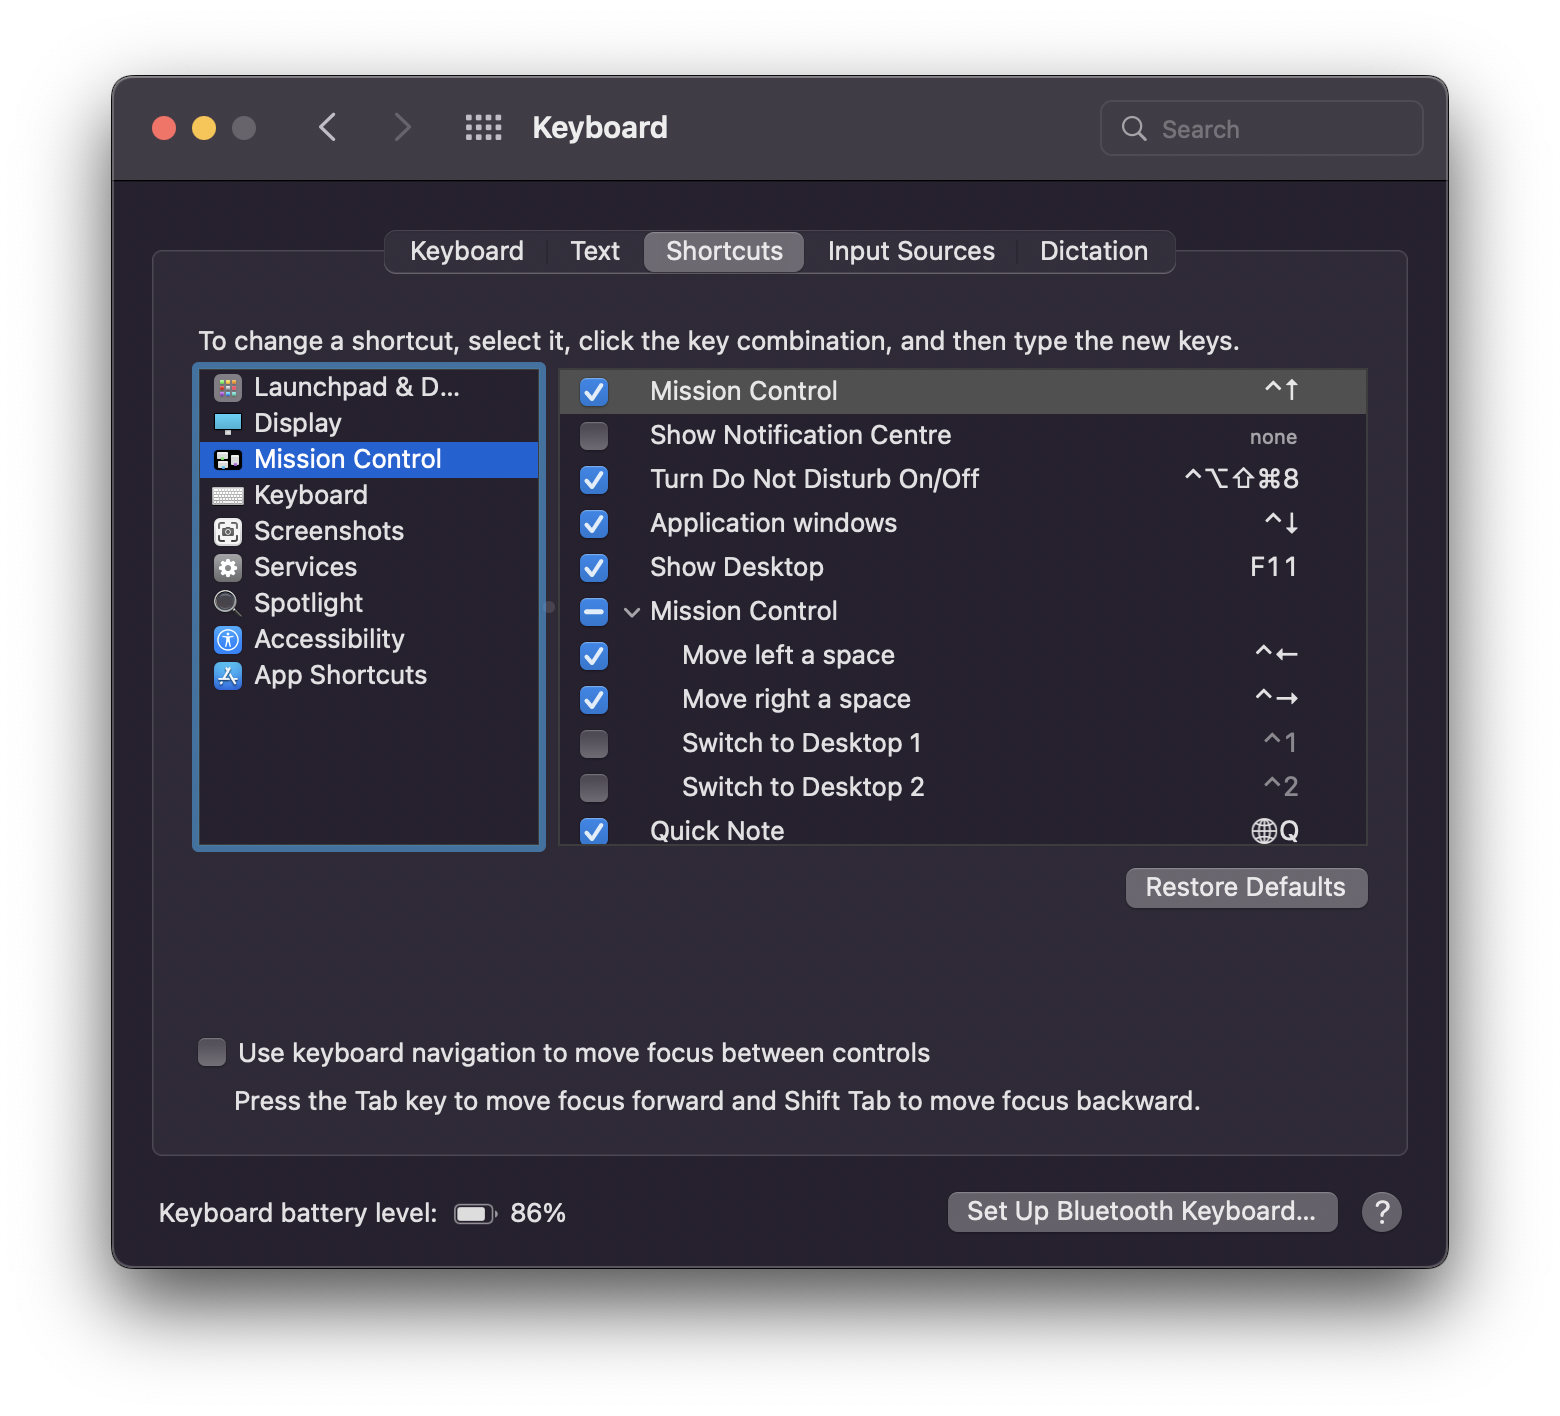 Keyboard
Search
Keyboard Text Shortcuts Input Sources Dictation
To change a shortcut, select it, click the key combination, and then type the new keys.
Launchpad & D...
Display
Mission Control
Keyboard
Screenshots
Services
Spotlight
Accessibility
App Shortcuts
Mission Control ^↑
Show Notification Centre none
Turn Do Not Disturb On/Off ^⌥⇧⌘8
Application windows ^↓
Show Desktop F11
Mission Control
Move left a space ^←
Move right a space ^→
Switch to Desktop 1 ^1
Switch to Desktop 2 ^2
Quick Note 🌐Q
Restore Defaults
Use keyboard navigation to move focus between controls
Press the Tab key to move focus forward and Shift Tab to move focus backward.
Keyboard battery level: 86%
Set Up Bluetooth Keyboard... ?